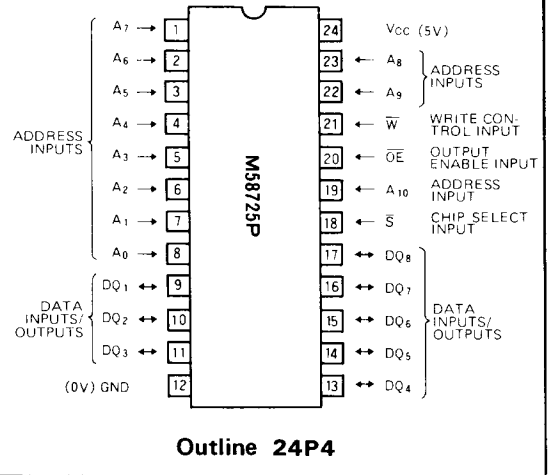 A7 → 1
A6 → 2
A5 → 3
A4 → 4
A3 → 5
A2 → 6
A1 → 7
A0 → 8
ADDRESS
INPUTS
DQ1 ↔ 9
DQ2 ↔ 10
DQ3 ↔ 11
DATA
INPUTS/
OUTPUTS
(0V) GND 12
M58725P
24 Vcc (5V)
23 ← A8
22 ← A9
ADDRESS
INPUTS
21 ← W̅ WRITE CON-
TROL INPUT
20 ← O̅E̅ OUTPUT
ENABLE INPUT
19 ← A10 ADDRESS
INPUT
18 ← S̅ CHIP SELECT
INPUT
17 ↔ DQ8
16 ↔ DQ7
15 ↔ DQ6
14 ↔ DQ5
13 ↔ DQ4
DATA
INPUTS/
OUTPUTS
Outline 24P4